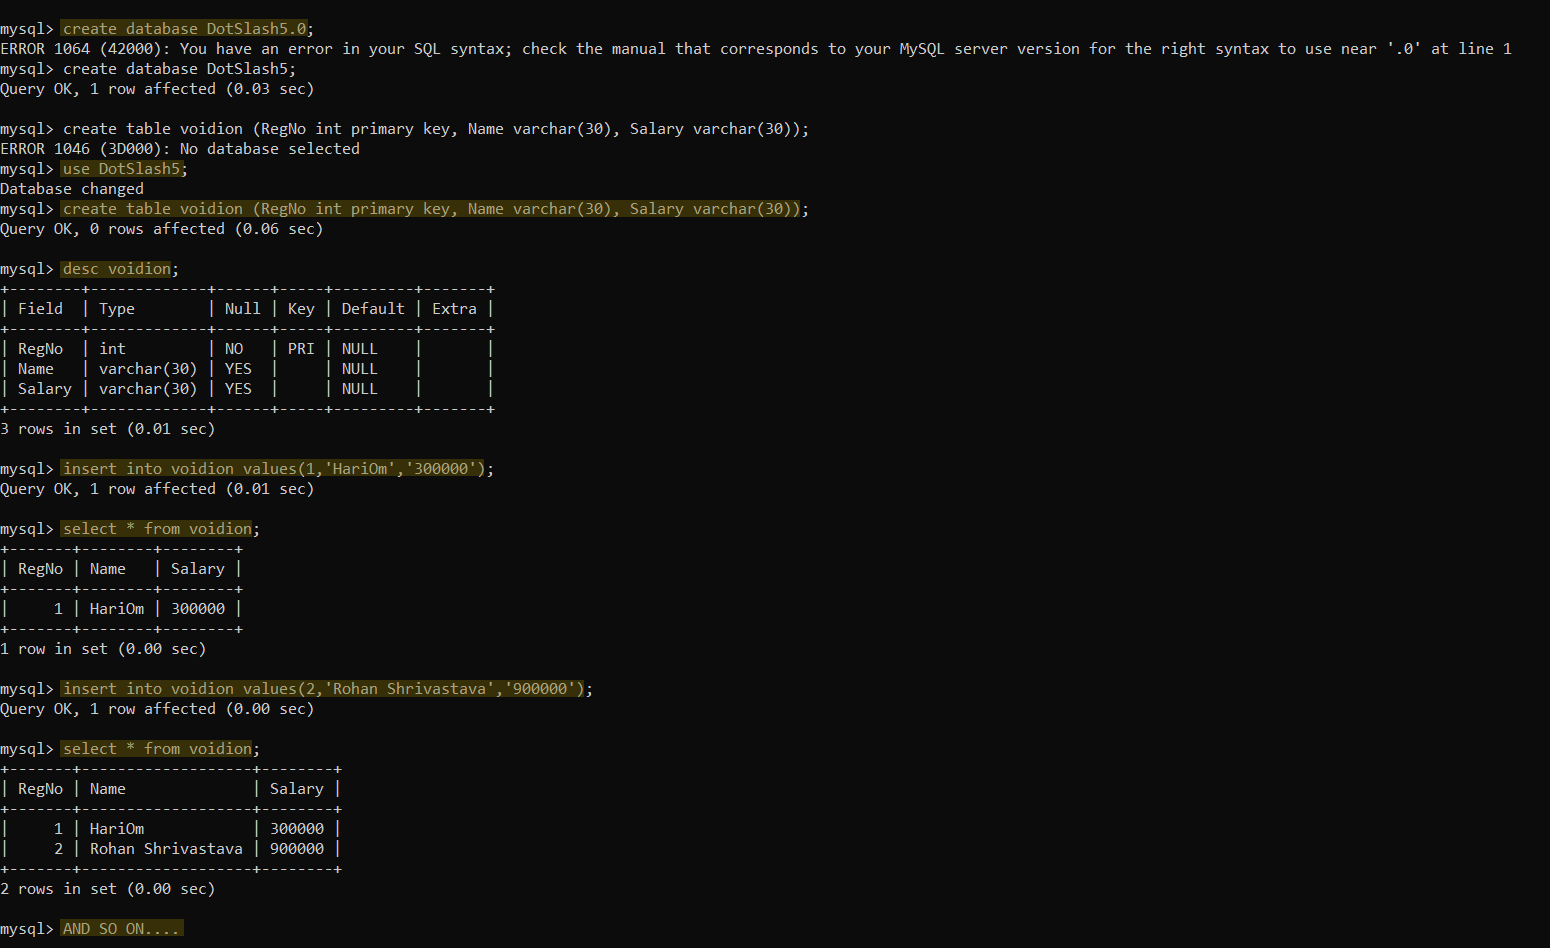 mysql> create database DotSlash5.0;
ERROR 1064 (42000): You have an error in your SQL syntax; check the manual that corresponds to your MySQL server version for the right syntax to use near '.0' at line 1
mysql> create database DotSlash5;
Query OK, 1 row affected (0.03 sec)

mysql> create table voidion (RegNo int primary key, Name varchar(30), Salary varchar(30));
ERROR 1046 (3D000): No database selected
mysql> use DotSlash5;
Database changed
mysql> create table voidion (RegNo int primary key, Name varchar(30), Salary varchar(30));
Query OK, 0 rows affected (0.06 sec)

mysql> desc voidion;
+--------+-------------+------+-----+---------+-------+
| Field  | Type        | Null | Key | Default | Extra |
+--------+-------------+------+-----+---------+-------+
| RegNo  | int         | NO   | PRI | NULL    |       |
| Name   | varchar(30) | YES  |     | NULL    |       |
| Salary | varchar(30) | YES  |     | NULL    |       |
+--------+-------------+------+-----+---------+-------+
3 rows in set (0.01 sec)

mysql> insert into voidion values(1,'HariOm','300000');
Query OK, 1 row affected (0.01 sec)

mysql> select * from voidion;
+-------+--------+--------+
| RegNo | Name   | Salary |
+-------+--------+--------+
|     1 | HariOm | 300000 |
+-------+--------+--------+
1 row in set (0.00 sec)

mysql> insert into voidion values(2,'Rohan Shrivastava','900000');
Query OK, 1 row affected (0.00 sec)

mysql> select * from voidion;
+-------+-------------------+--------+
| RegNo | Name              | Salary |
+-------+-------------------+--------+
|     1 | HariOm            | 300000 |
|     2 | Rohan Shrivastava | 900000 |
+-------+-------------------+--------+
2 rows in set (0.00 sec)

mysql> AND SO ON....